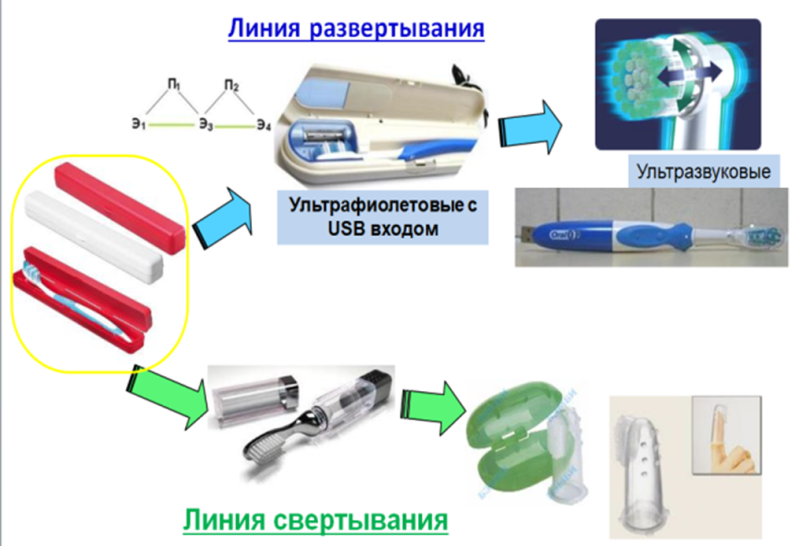 Линия развертывания
П1 П2
Э1 Э3 Э4
Ультрафиолетовые с
USB входом
Ультразвуковые
Oral
Линия свертывания